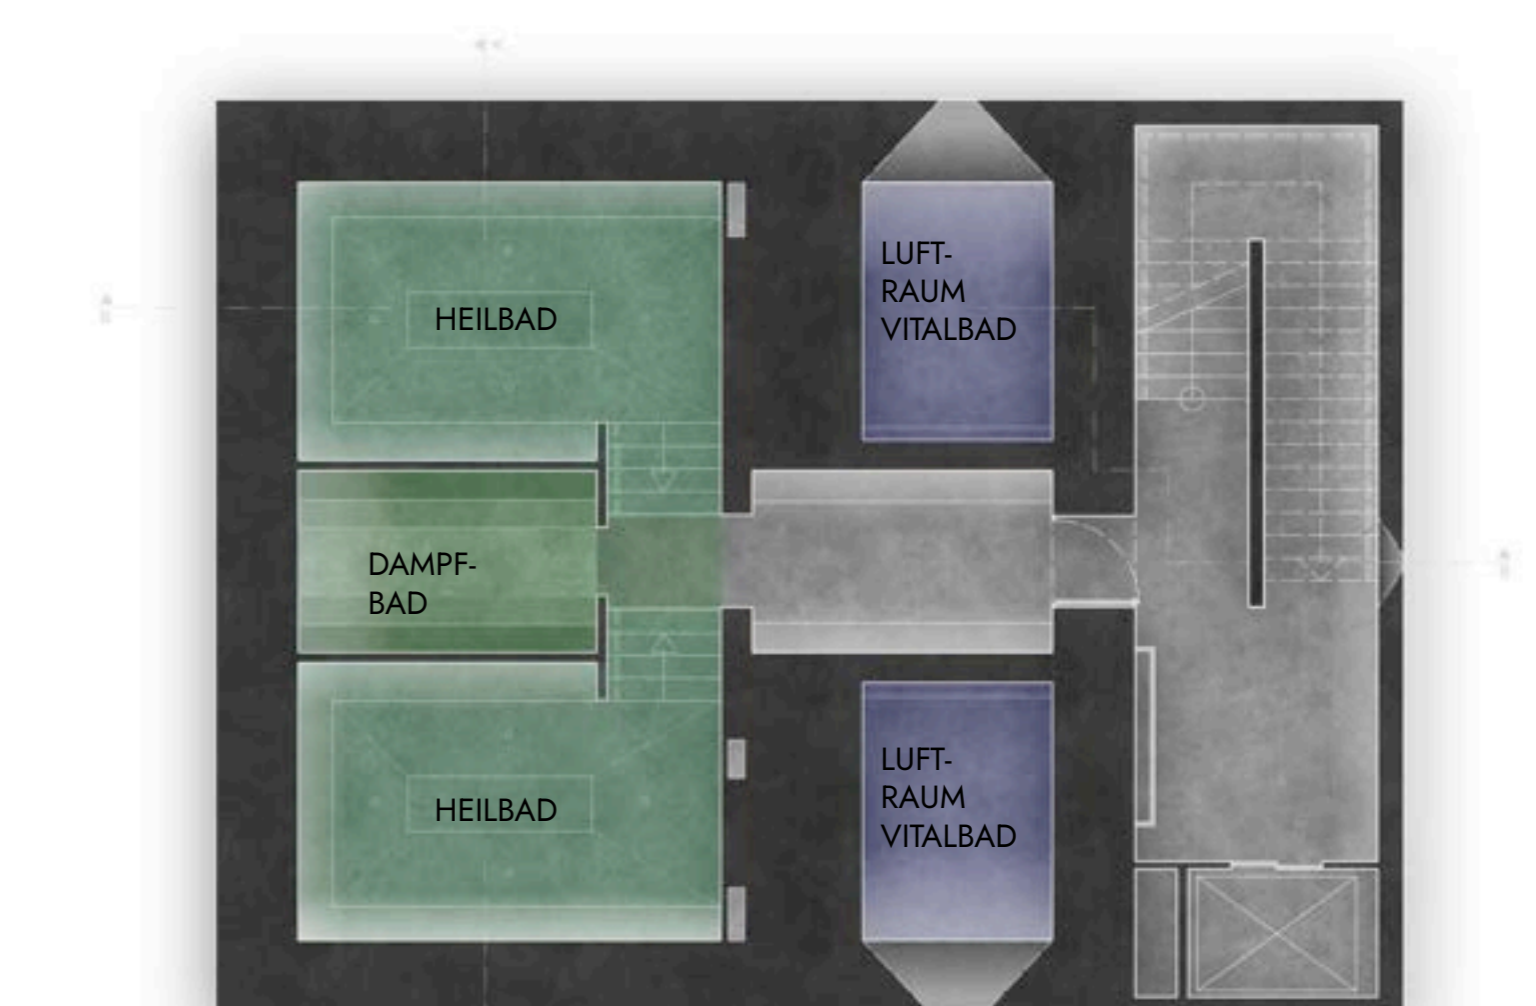 HEILBAD
LUFT-
RAUM
VITALBAD
DAMPF-
BAD
HEILBAD
LUFT-
RAUM
VITALBAD